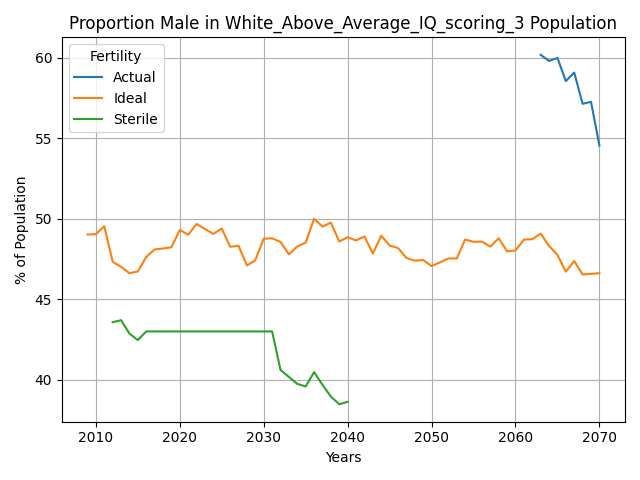 Proportion Male in White_Above_Average_IQ_scoring_3 Population
Fertility
Actual
Ideal
Sterile
% of Population
60
55
50
45
40
2010 2020 2030 2040 2050 2060 2070
Years